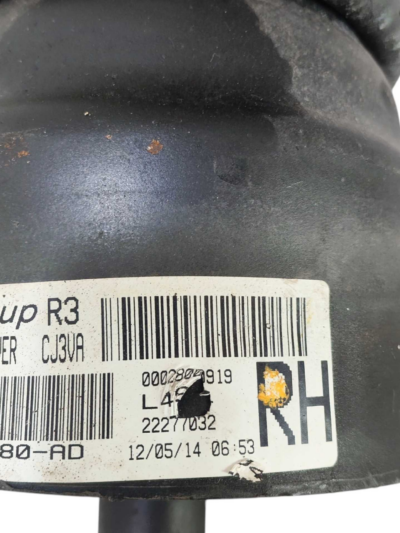 up R3
ER CJ3VA
0002800919
22277032
80-AD 12/05/14 06:53
RH